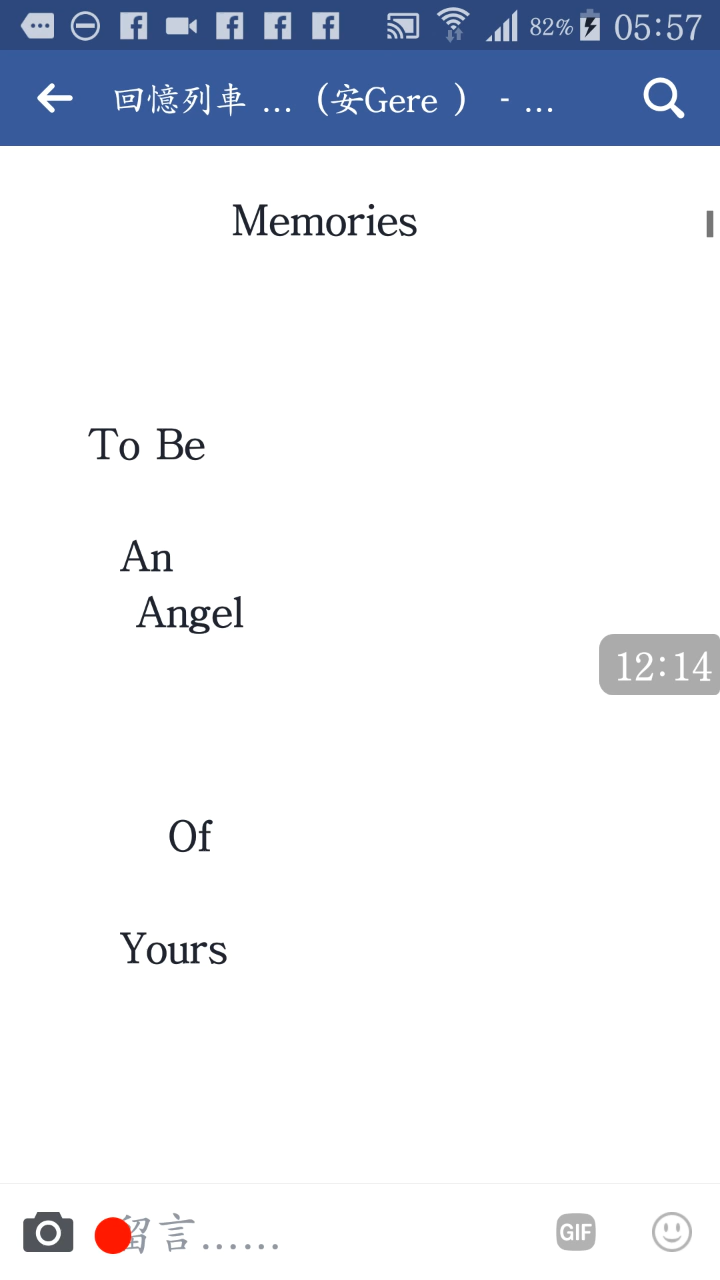 82% 05:57
回憶列車 ... (安Gere ) - ...
Memories
To Be
An
Angel
12:14
Of
Yours
留言......
GIF